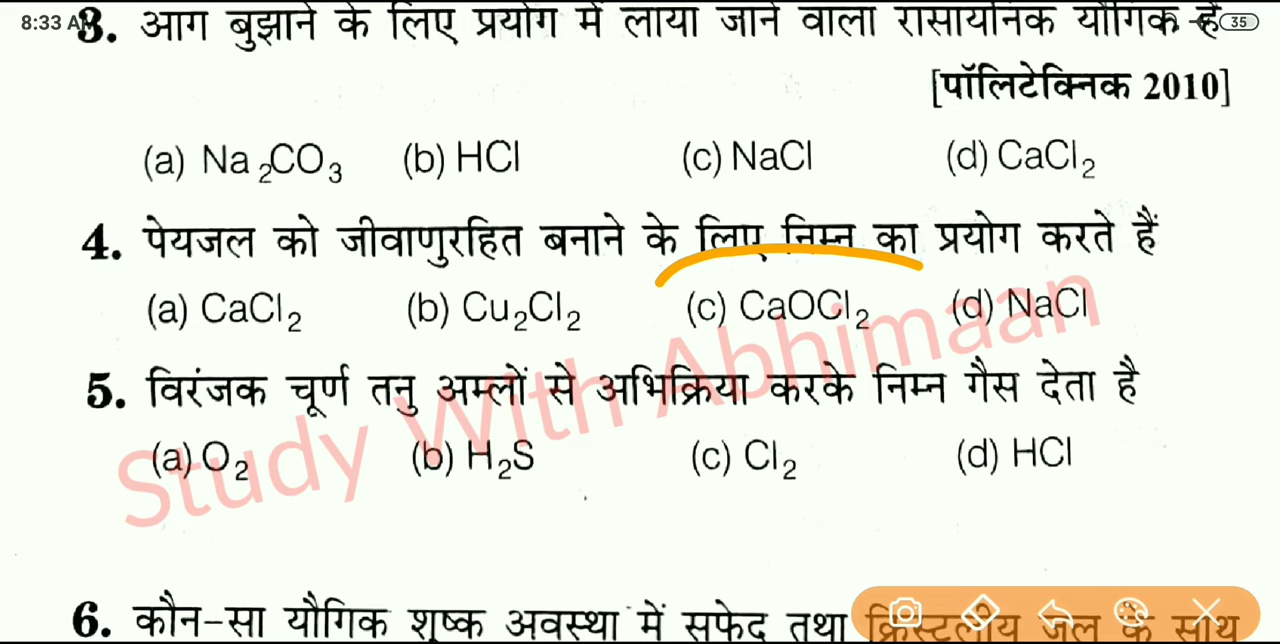 8:33 AM
35
3. आग बुझाने के लिए प्रयोग में लाया जाने वाला रासायनिक यौगिक है
[पॉलिटेक्निक 2010]
(a) Na₂CO₃ (b) HCl (c) NaCl (d) CaCl₂
4. पेयजल को जीवाणुरहित बनाने के लिए निम्न का प्रयोग करते हैं
(a) CaCl₂ (b) Cu₂Cl₂ (c) CaOCl₂ (d) NaCl
5. विरंजक चूर्ण तनु अम्लों से अभिक्रिया करके निम्न गैस देता है
(a) O₂ (b) H₂S (c) Cl₂ (d) HCl
Study With Abhimaan
6. कौन-सा यौगिक शुष्क अवस्था में सफेद तथा क्रिस्टलीय जल के साथ